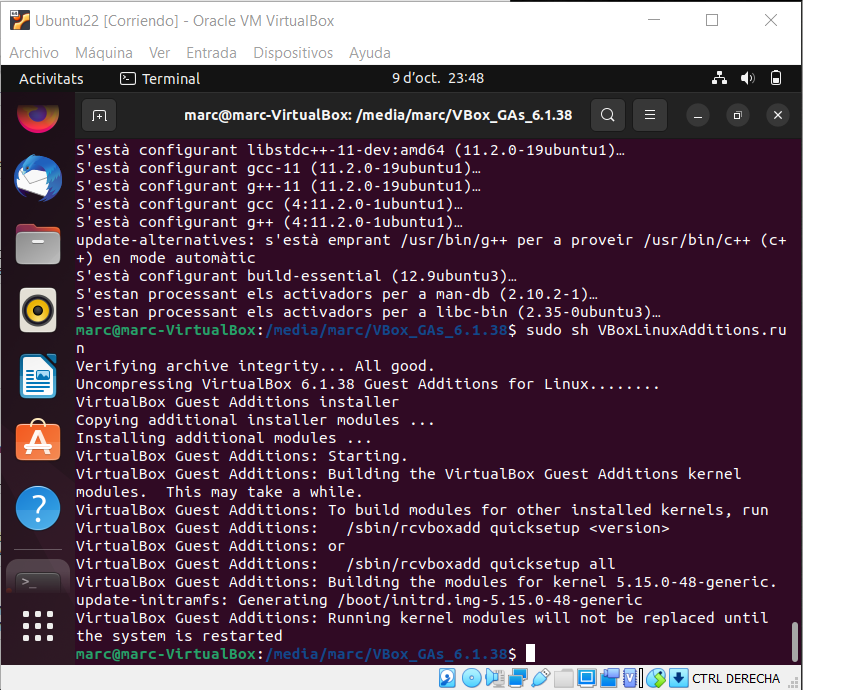 Ubuntu22 [Corriendo] - Oracle VM VirtualBox
Archivo Máquina Ver Entrada Dispositivos Ayuda
Activitats Terminal 9 d'oct. 23:48
marc@marc-VirtualBox: /media/marc/VBox_GAs_6.1.38
S'està configurant libstdc++-11-dev:amd64 (11.2.0-19ubuntu1)…
S'està configurant gcc-11 (11.2.0-19ubuntu1)…
S'està configurant g++-11 (11.2.0-19ubuntu1)…
S'està configurant gcc (4:11.2.0-1ubuntu1)…
S'està configurant g++ (4:11.2.0-1ubuntu1)…
update-alternatives: s'està emprant /usr/bin/g++ per a proveir /usr/bin/c++ (c+
+) en mode automàtic
S'està configurant build-essential (12.9ubuntu3)…
S'estan processant els activadors per a man-db (2.10.2-1)…
S'estan processant els activadors per a libc-bin (2.35-0ubuntu3)…
marc@marc-VirtualBox:/media/marc/VBox_GAs_6.1.38$ sudo sh VBoxLinuxAdditions.ru
n
Verifying archive integrity... All good.
Uncompressing VirtualBox 6.1.38 Guest Additions for Linux........
VirtualBox Guest Additions installer
Copying additional installer modules ...
Installing additional modules ...
VirtualBox Guest Additions: Starting.
VirtualBox Guest Additions: Building the VirtualBox Guest Additions kernel
modules.  This may take a while.
VirtualBox Guest Additions: To build modules for other installed kernels, run
VirtualBox Guest Additions:   /sbin/rcvboxadd quicksetup <version>
VirtualBox Guest Additions: or
VirtualBox Guest Additions:   /sbin/rcvboxadd quicksetup all
VirtualBox Guest Additions: Building the modules for kernel 5.15.0-48-generic.
update-initramfs: Generating /boot/initrd.img-5.15.0-48-generic
VirtualBox Guest Additions: Running kernel modules will not be replaced until
the system is restarted
marc@marc-VirtualBox:/media/marc/VBox_GAs_6.1.38$
CTRL DERECHA